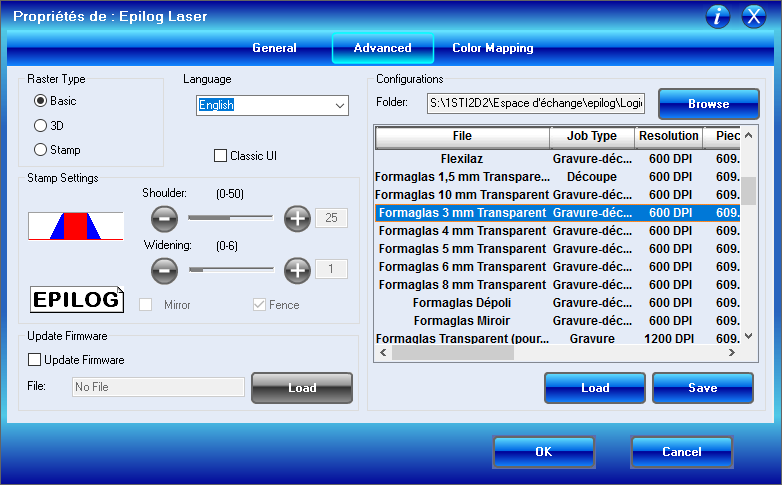 Propriétés de : Epilog Laser
General
Advanced
Color Mapping
Raster Type
Basic
3D
Stamp
Language
English
Classic UI
Stamp Settings
Shoulder: (0-50)
25
Widening: (0-6)
1
EPILOG
Mirror
Fence
Update Firmware
Update Firmware
File: No File
Load
Configurations
Folder: S:\1STI2D2\Espace d'échange\epilog\Logi
Browse
File Job Type Resolution Piec
Flexilaz Gravure-déc... 600 DPI 609.
Formaglas 1,5 mm Transpare... Découpe 600 DPI 609.
Formaglas 10 mm Transparent Gravure-déc... 600 DPI 609.
Formaglas 3 mm Transparent Gravure-déc... 600 DPI 609.
Formaglas 4 mm Transparent Gravure-déc... 600 DPI 609.
Formaglas 5 mm Transparent Gravure-déc... 600 DPI 609.
Formaglas 6 mm Transparent Gravure-déc... 600 DPI 609.
Formaglas 8 mm Transparent Gravure-déc... 600 DPI 609.
Formaglas Dépoli Gravure-déc... 600 DPI 609.
Formaglas Miroir Gravure-déc... 600 DPI 609.
Formaglas Transparent (pour... Gravure 1200 DPI 609.
Load
Save
OK
Cancel